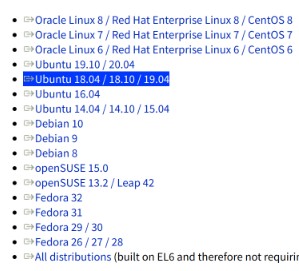 Oracle Linux 8 / Red Hat Enterprise Linux 8 / CentOS 8
Oracle Linux 7 / Red Hat Enterprise Linux 7 / CentOS 7
Oracle Linux 6 / Red Hat Enterprise Linux 6 / CentOS 6
Ubuntu 19.10 / 20.04
Ubuntu 18.04 / 18.10 / 19.04
Ubuntu 16.04
Ubuntu 14.04 / 14.10 / 15.04
Debian 10
Debian 9
Debian 8
openSUSE 15.0
openSUSE 13.2 / Leap 42
Fedora 32
Fedora 31
Fedora 29 / 30
Fedora 26 / 27 / 28
All distributions (built on EL6 and therefore not requirin